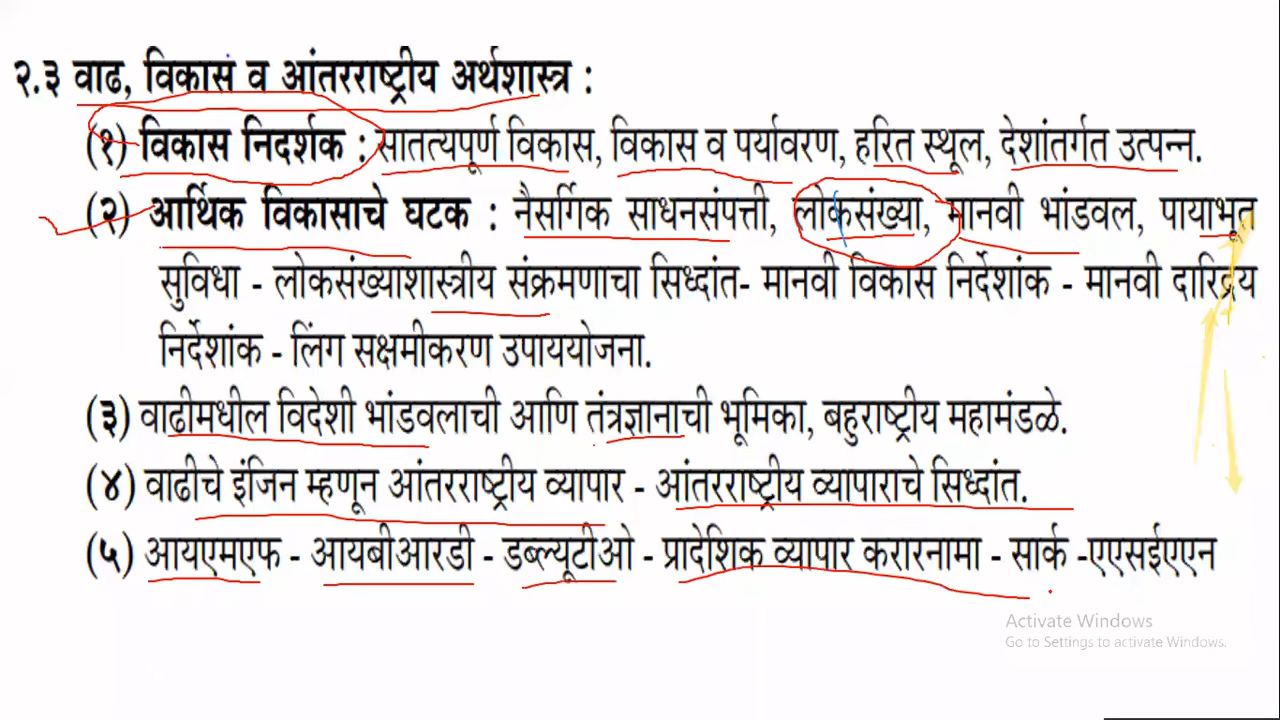 २.३ वाढ, विकास व आंतरराष्ट्रीय अर्थशास्त्र :
(१) विकास निदर्शक : सातत्यपूर्ण विकास, विकास व पर्यावरण, हरित स्थूल, देशांतर्गत उत्पन्न.
(२) आर्थिक विकासाचे घटक : नैसर्गिक साधनसंपत्ती, लोकसंख्या, मानवी भांडवल, पायाभूत
सुविधा - लोकसंख्याशास्त्रीय संक्रमणाचा सिध्दांत- मानवी विकास निर्देशांक - मानवी दारिद्रय
निर्देशांक - लिंग सक्षमीकरण उपाययोजना.
(३) वाढीमधील विदेशी भांडवलाची आणि तंत्रज्ञानाची भूमिका, बहुराष्ट्रीय महामंडळे.
(४) वाढीचे इंजिन म्हणून आंतरराष्ट्रीय व्यापार - आंतरराष्ट्रीय व्यापाराचे सिध्दांत.
(५) आयएमएफ - आयबीआरडी - डब्ल्यूटीओ - प्रादेशिक व्यापार करारनामा - सार्क -एएसईएएन
Activate Windows
Go to Settings to activate Windows.